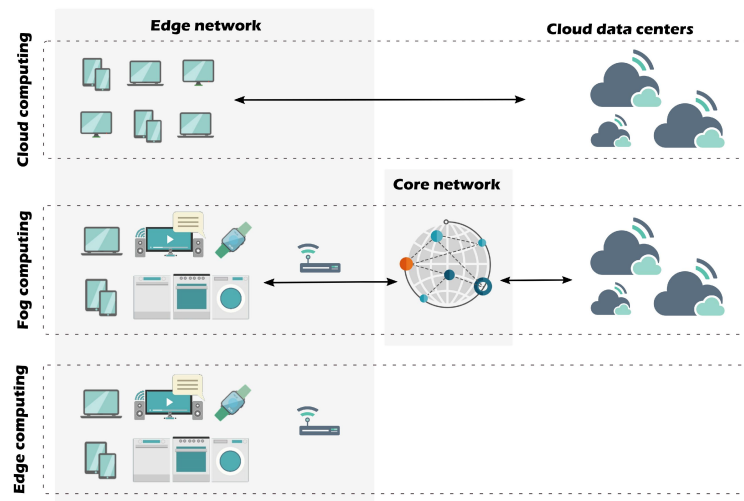 Edge network
Cloud data centers
Cloud computing
Core network
Fog computing
Edge computing